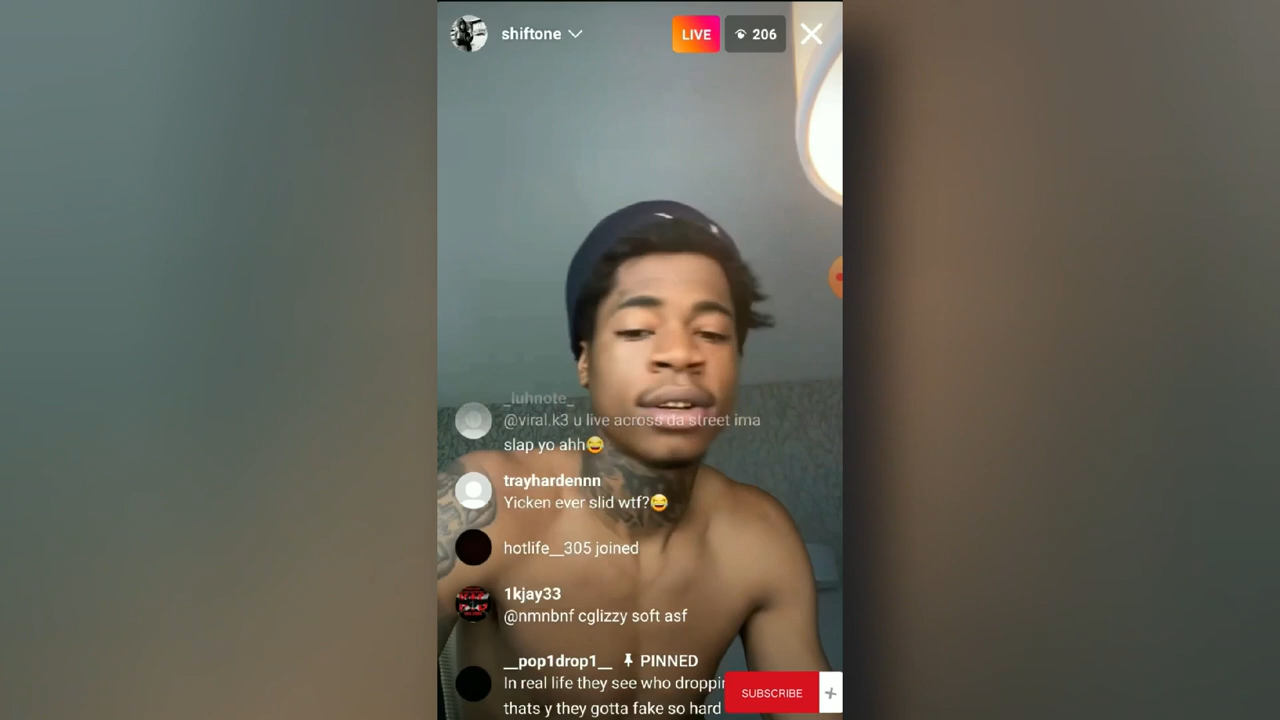 shiftone
LIVE
206
_luhnote_
@viral.k3 u live across da street ima
slap yo ahh😂
trayhardennn
Yicken ever slid wtf?😂
hotlife__305 joined
1kjay33
@nmnbnf cglizzy soft asf
__pop1drop1__ PINNED
In real life they see who
thats y they gotta fake so hard
SUBSCRIBE